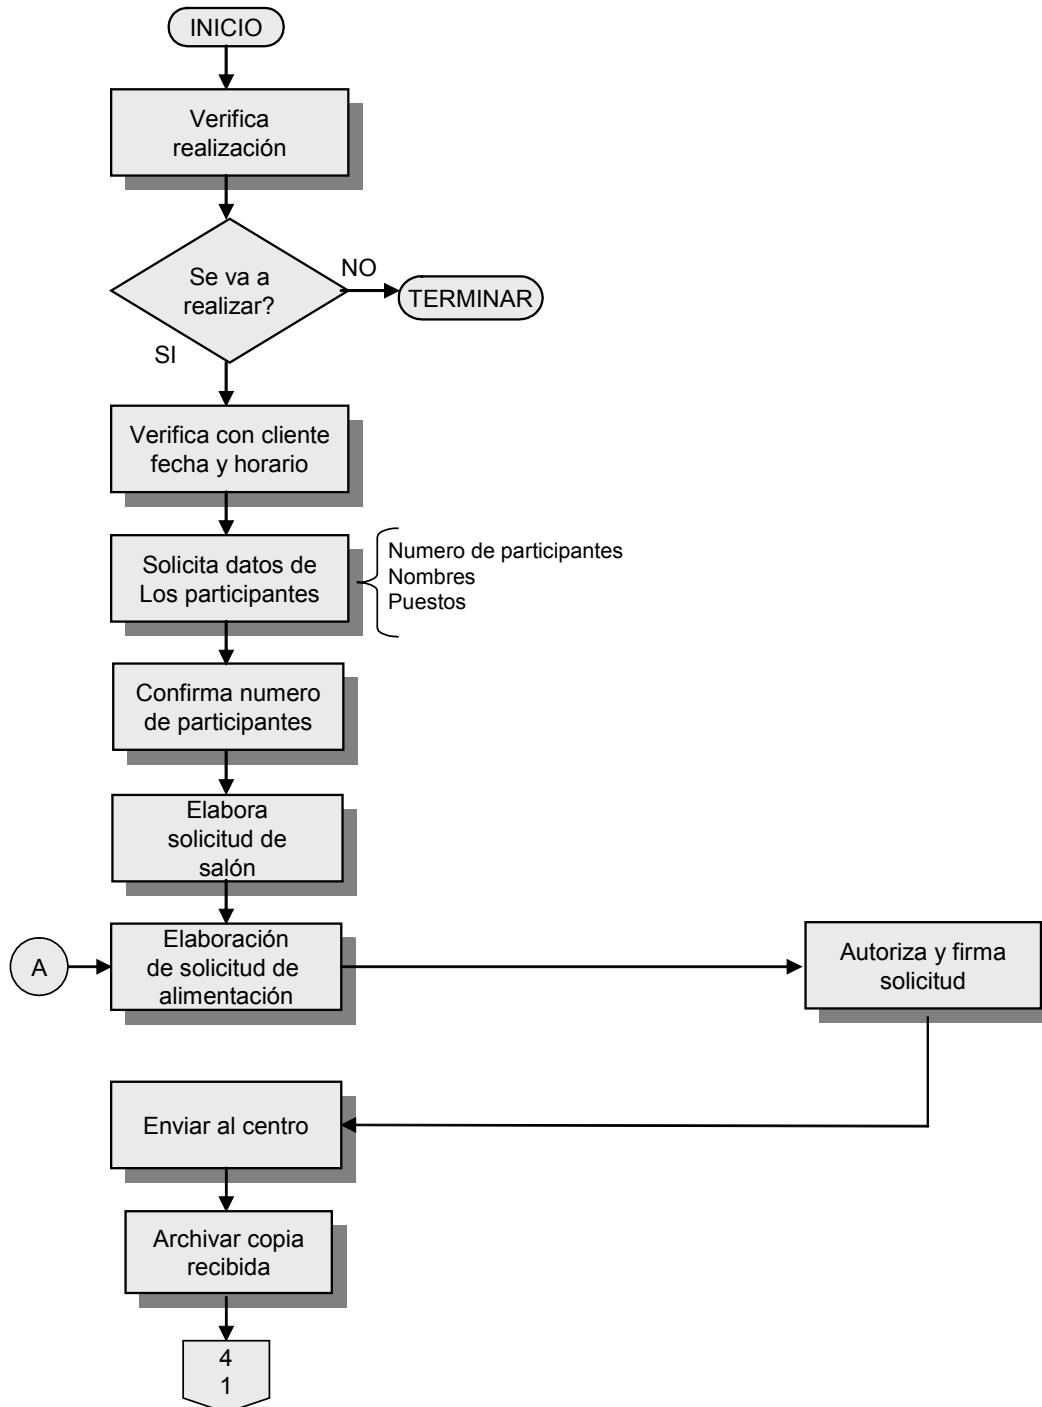 INICIO
Verifica
realización
Se va a
realizar?
NO
TERMINAR
SI
Verifica con cliente
fecha y horario
Solicita datos de
Los participantes
Numero de participantes
Nombres
Puestos
Confirma numero
de participantes
Elabora
solicitud de
salón
A
Elaboración
de solicitud de
alimentación
Autoriza y firma
solicitud
Enviar al centro
Archivar copia
recibida
4
1